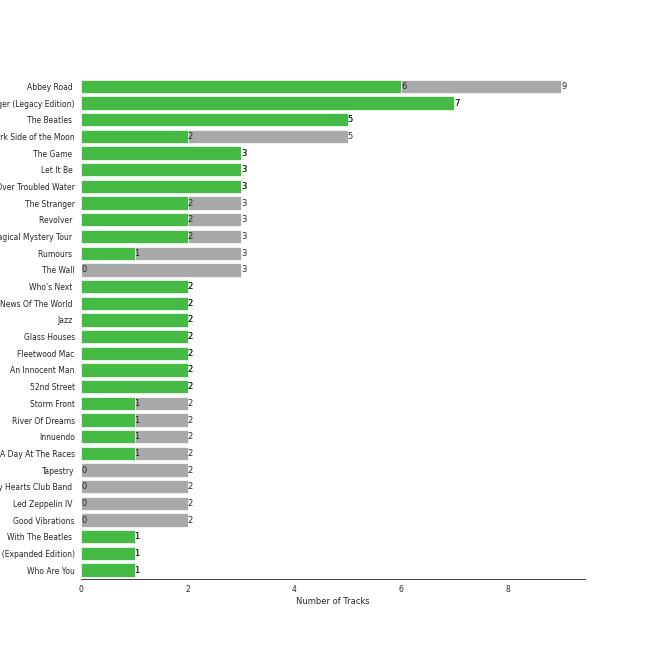 Abbey Road 6 9
ger (Legacy Edition) 7
The Beatles 5
rk Side of the Moon 2 5
The Game 3
Let It Be 3
Over Troubled Water 3
The Stranger 2 3
Revolver 2 3
agical Mystery Tour 2 3
Rumours 1 3
The Wall 0 3
Who's Next 2
News Of The World 2
Jazz 2
Glass Houses 2
Fleetwood Mac 2
An Innocent Man 2
52nd Street 2
Storm Front 1 2
River Of Dreams 1 2
Innuendo 1 2
A Day At The Races 1 2
Tapestry 0 2
y Hearts Club Band 0 2
Led Zeppelin IV 0 2
Good Vibrations 0 2
With The Beatles 1
(Expanded Edition) 1
Who Are You 1
0 2 4 6 8
Number of Tracks